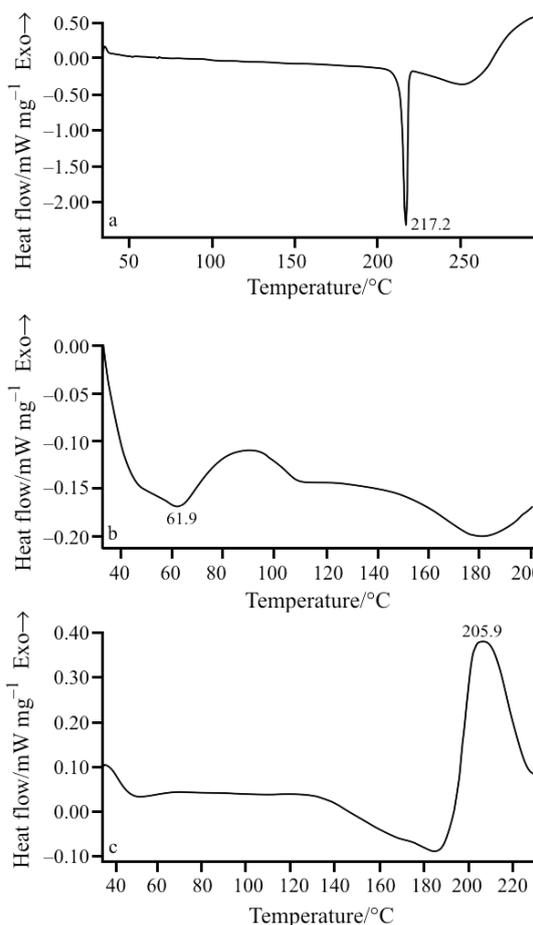 Heat flow/mW mg⁻¹ Exo→
0.50
0.00
–0.50
–1.00
–1.50
–2.00
a
217.2
50 100 150 200 250
Temperature/°C
Heat flow/mW mg⁻¹ Exo→
0.00
–0.05
–0.10
–0.15
–0.20
b
61.9
40 60 80 100 120 140 160 180 200
Temperature/°C
Heat flow/mW mg⁻¹ Exo→
0.40
0.30
0.20
0.10
0.00
–0.10
c
205.9
40 60 80 100 120 140 160 180 200 220
Temperature/°C